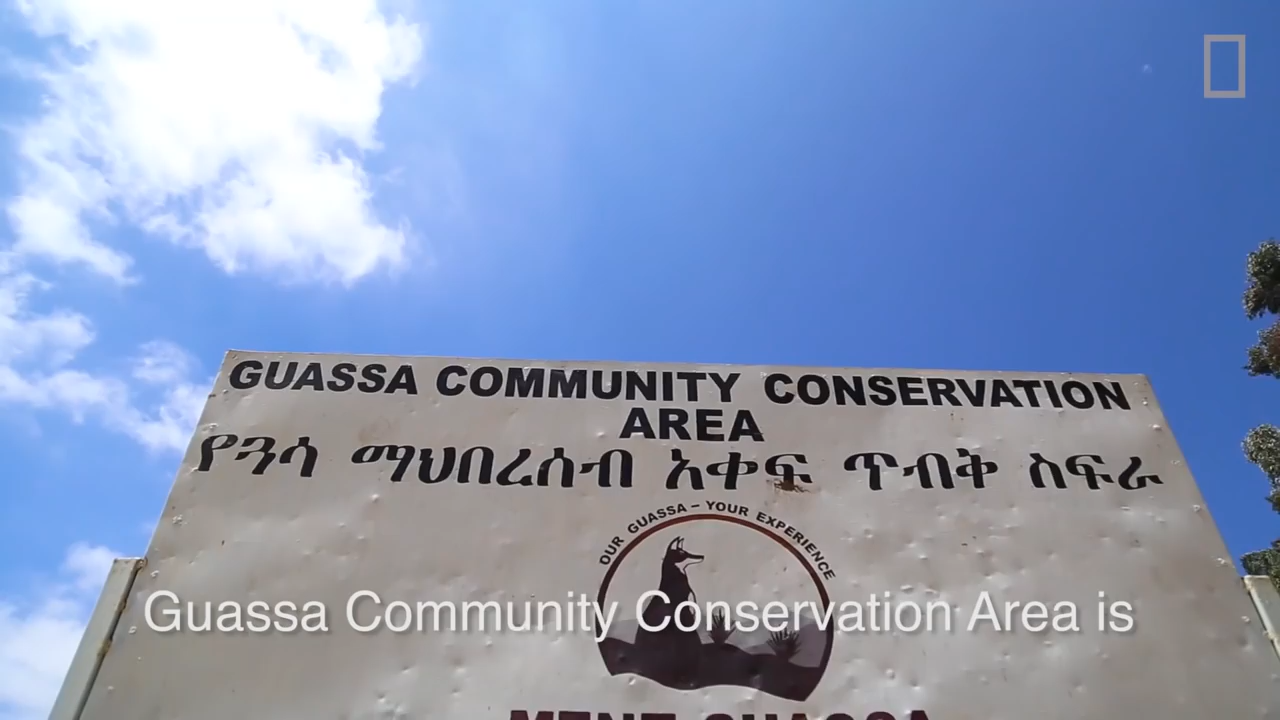 GUASSA COMMUNITY CONSERVATION
AREA
የጓሳ ማህበረሰብ አቀፍ ጥብቅ ስፍራ
OUR GUASSA – YOUR EXPERIENCE
Guassa Community Conservation Area is